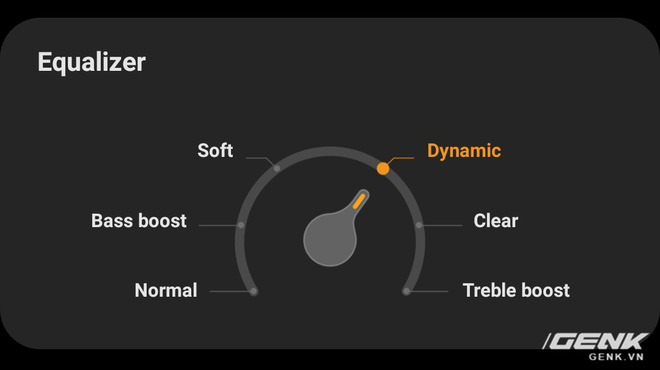 Equalizer
Soft
Dynamic
Bass boost
Clear
Normal
Treble boost
GENK
GENK.VN